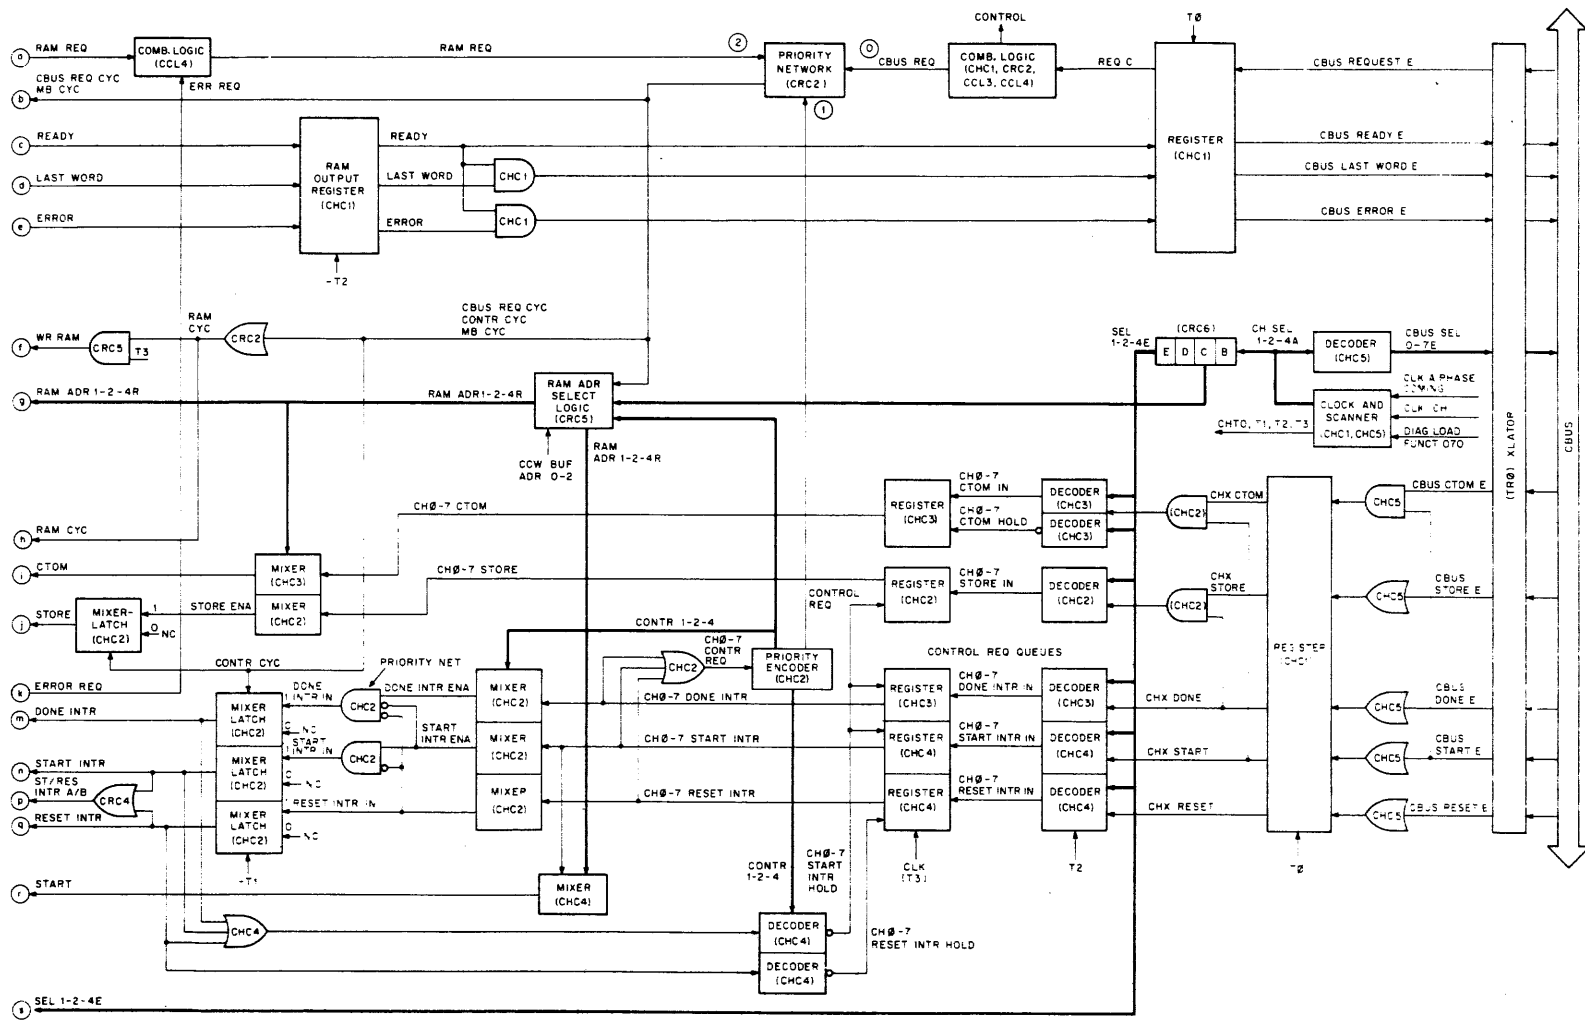 a RAM REQ
COMB. LOGIC
(CCL4)
RAM REQ
2
PRIORITY
NETWORK
(CRC2)
0
CBUS REQ
1
CONTROL
COMB. LOGIC
(CHC1, CRC2,
CCL3, CCL4)
REQ C
TØ
REGISTER
(CHC1)
CBUS REQUEST E
CBUS REQ CYC
MB CYC
b
ERR REQ
c READY
d LAST WORD
e ERROR
RAM
OUTPUT
REGISTER
(CHC1)
-T2
READY
LAST WORD
ERROR
CHC1
CHC1
CBUS READY E
CBUS LAST WORD E
CBUS ERROR E
(TRØ) XLATOR
CBUS
f WR RAM
CRC5
T3
RAM
CYC
CRC2
CBUS REQ CYC
CONTR CYC
MB CYC
SEL
1-2-4E
(CRC6)
E D C B
CH SEL
1-2-4A
DECODER
(CHC5)
CBUS SEL
0-7E
g RAM ADR 1-2-4R
RAM ADR1-2-4R
RAM ADR
SELECT
LOGIC
(CRC5)
CCW BUF
ADR 0-2
RAM
ADR 1-2-4R
CLOCK AND
SCANNER
(CHC1, CHC5)
CHT0, T1, T2, T3
CLK A PHASE
COMING
CLK CH
DIAG LOAD
FUNCT 070
h RAM CYC
i CTOM
MIXER
(CHC3)
MIXER
(CHC2)
CHØ-7 CTOM
REGISTER
(CHC3)
CHØ-7
CTOM IN
CHØ-7
CTOM HOLD
DECODER
(CHC3)
DECODER
(CHC3)
(CHC2)
CHX CTOM
CHC5
CBUS CTOM E
j STORE
MIXER-
LATCH
(CHC2)
1
0 NC
STORE ENA
CHØ-7 STORE
CONTROL
REQ
REGISTER
(CHC2)
CHØ-7
STORE IN
DECODER
(CHC2)
(CHC2)
CHX
STORE
REGISTER
CHC5
CBUS
STORE E
k ERROR REQ
CONTR CYC
PRIORITY NET
CONTR 1-2-4
CHØ-7
CONTR
REQ
CHC2
PRIORITY
ENCODER
(CHC2)
CONTROL REQ QUEUES
m DONE INTR
MIXER
LATCH
(CHC2)
DONE
1 INTR IN
NC
CHC2
DONE INTR ENA
MIXER
(CHC2)
CHØ-7 DONE INTR
REGISTER
(CHC3)
CHØ-7
DONE INTR IN
DECODER
(CHC3)
CHX DONE
CHC5
CBUS
DONE E
n START INTR
MIXER
LATCH
(CHC2)
START
INTR IN
NC
CHC2
START
INTR ENA
MIXER
(CHC2)
CHØ-7 START INTR
REGISTER
(CHC4)
CHØ-7
START INTR IN
DECODER
(CHC4)
CHX START
CHC5
CBUS
START E
p ST/RES
INTR A/B
CRC4
q RESET INTR
MIXER
LATCH
(CHC2)
RESET INTR IN
0
NC
-T1
MIXER
(CHC2)
CHØ-7 RESET INTR
REGISTER
(CHC4)
CHØ-7
RESET INTR IN
DECODER
(CHC4)
CHX RESET
CHC5
CBUS RESET E
CLK
(T3)
T2
TØ
r START
MIXER
(CHC4)
CONTR
1-2-4
CHØ-7
START
INTR
HOLD
CHC4
DECODER
(CHC4)
DECODER
(CHC4)
CHØ-7
RESET INTR HOLD
s SEL 1-2-4E